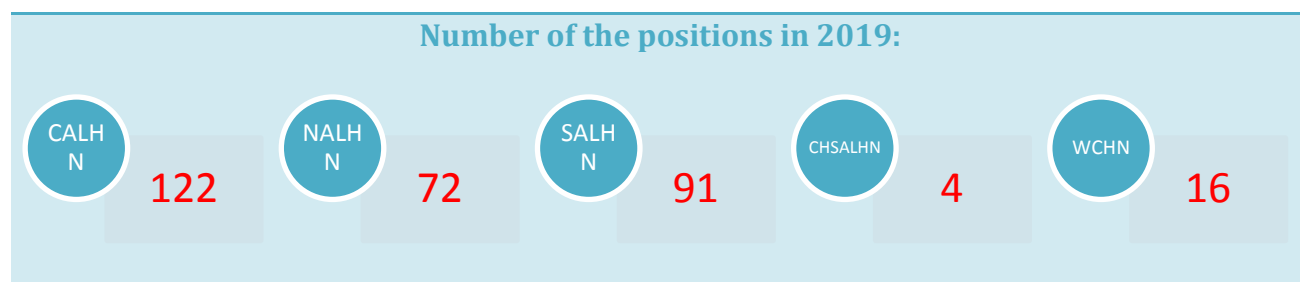 Number of the positions in 2019:
CALH
N
122
NALH
N
72
SALH
N
91
CHSALHN
4
WCHN
16